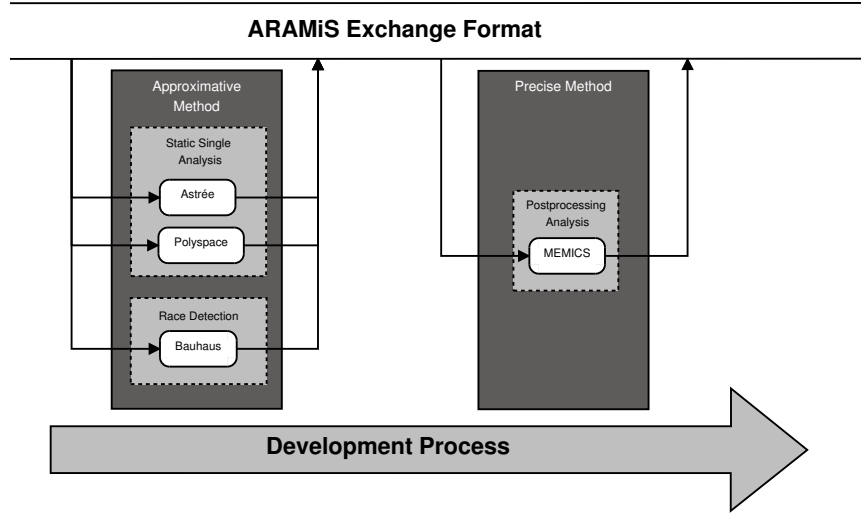 ARAMiS Exchange Format
Approximative
Method
Static Single
Analysis
Astrée
Polyspace
Race Detection
Bauhaus
Precise Method
Postprocessing
Analysis
MEMICS
Development Process